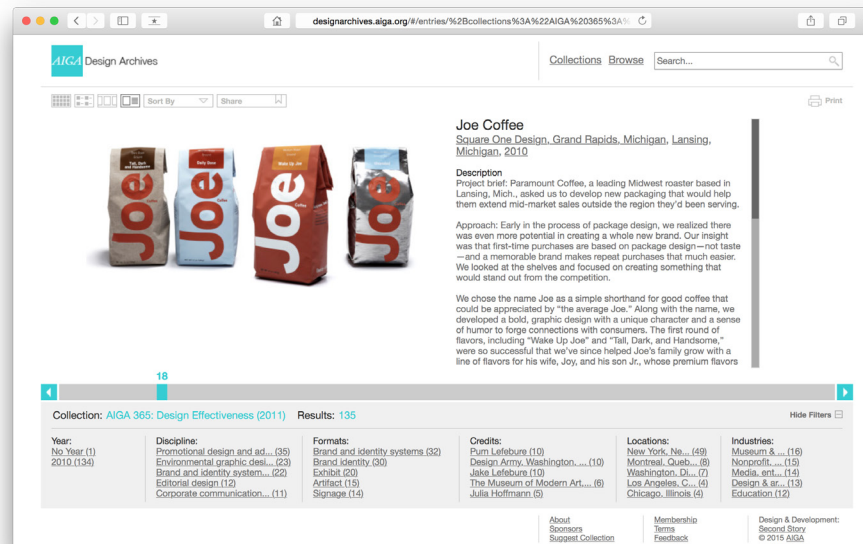 designarchives.aiga.org/#/entries/%2Bcollections%3A%22AIGA%20365%3A%
AIGA Design Archives
Collections Browse Search...
Sort By Share Print
Joe Coffee
Square One Design, Grand Rapids, Michigan, Lansing,
Michigan, 2010
Description
Project brief: Paramount Coffee, a leading Midwest roaster based in
Lansing, Mich., asked us to develop new packaging that would help
them extend mid-market sales outside the region they'd been serving.
Approach: Early in the process of package design, we realized there
was even more potential in creating a whole new brand. Our insight
was that first-time purchases are based on package design—not taste
—and a memorable brand makes repeat purchases that much easier.
We looked at the shelves and focused on creating something that
would stand out from the competition.
We chose the name Joe as a simple shorthand for good coffee that
could be appreciated by “the average Joe.” Along with the name, we
developed a bold, graphic design with a unique character and a sense
of humor to forge connections with consumers. The first round of
flavors, including “Wake Up Joe” and “Tall, Dark, and Handsome,”
were so successful that we've since helped Joe's family grow with a
line of flavors for his wife, Joy, and his son Jr., whose premium flavors
Tall, Dark
and Handsome
Joe
Coffee
Daily Dose
Joe
Coffee
Wake Up Joe
Joe
Coffee
Joe
Coffee
18
Collection: AIGA 365: Design Effectiveness (2011) Results: 135
Hide Filters
Year:
No Year (1)
2010 (134)
Discipline:
Promotional design and ad... (35)
Environmental graphic desi... (23)
Brand and identity system... (22)
Editorial design (12)
Corporate communication... (11)
Formats:
Brand and identity systems (32)
Brand identity (30)
Exhibit (20)
Artifact (15)
Signage (14)
Credits:
Pum Lefebure (10)
Design Army, Washington, ... (10)
Jake Lefebure (10)
The Museum of Modern Art,... (6)
Julia Hoffmann (5)
Locations:
New York, Ne... (49)
Montreal, Queb... (8)
Washington, Di... (7)
Los Angeles, C... (4)
Chicago, Illinois (4)
Industries:
Museum & ... (16)
Nonprofit, ... (15)
Media, ent... (14)
Design & ar... (13)
Education (12)
About
Sponsors
Suggest Collection
Membership
Terms
Feedback
Design & Development:
Second Story
© 2015 AIGA